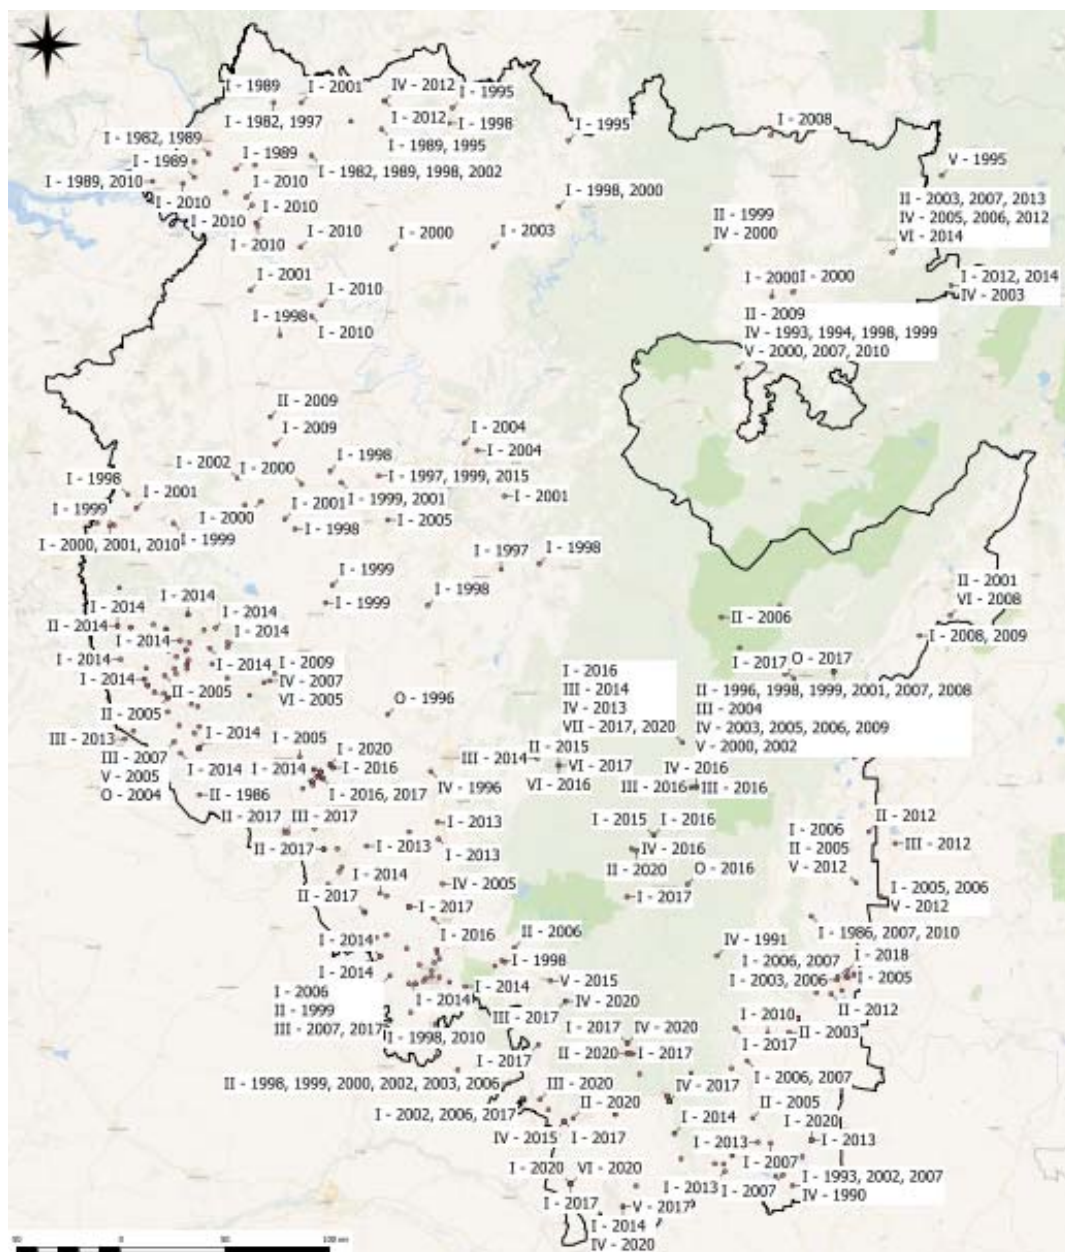 I - 1989
I - 2001
IV - 2012
I - 1995
I - 1982, 1997
I - 2012
I - 1998
I - 1995
I - 2008
I - 1982, 1989
I - 1989, 1995
I - 1989
I - 1989
V - 1995
I - 1989, 2010
I - 1982, 1989, 1998, 2002
I - 2010
I - 2010
I - 1998, 2000
II - 2003, 2007, 2013
IV - 2005, 2006, 2012
VI - 2014
I - 2010
I - 2010
II - 1999
IV - 2000
I - 2010
I - 2010
I - 2000
I - 2003
I - 2001
I - 2010
I - 2000
I - 2000
I - 2012, 2014
IV - 2003
I - 1998
I - 2010
II - 2009
IV - 1993, 1994, 1998, 1999
V - 2000, 2007, 2010
II - 2009
I - 2009
I - 2004
I - 2004
I - 2002
I - 2000
I - 1998
I - 1997, 1999, 2015
I - 1998
I - 2001
I - 1999, 2001
I - 2001
I - 1999
I - 2000
I - 2001
I - 2005
I - 1998
I - 2000, 2001, 2010
I - 1999
I - 1997
I - 1998
I - 1999
I - 1998
I - 1999
II - 2001
VI - 2008
I - 2014
I - 2014
I - 2014
II - 2014
I - 2014
I - 2014
II - 2006
I - 2008, 2009
I - 2014
I - 2014
I - 2009
IV - 2007
VI - 2005
I - 2017
O - 2017
I - 2014
II - 2005
O - 1996
I - 2016
III - 2014
IV - 2013
VII - 2017, 2020
II - 1996, 1998, 1999, 2001, 2007, 2008
III - 2004
IV - 2003, 2005, 2006, 2009
V - 2000, 2002
II - 2005
III - 2013
I - 2014
I - 2005
I - 2020
III - 2007
V - 2005
O - 2004
I - 2014
I - 2014
I - 2016
III - 2014
II - 2015
VI - 2017
VI - 2016
IV - 2016
III - 2016
III - 2016
II - 1986
I - 2016, 2017
IV - 1996
II - 2017
III - 2017
I - 2013
I - 2015
I - 2016
I - 2006
II - 2005
V - 2012
II - 2012
III - 2012
II - 2017
I - 2013
I - 2013
IV - 2016
II - 2020
O - 2016
I - 2014
IV - 2005
I - 2017
I - 2005, 2006
V - 2012
II - 2017
I - 2017
I - 1986, 2007, 2010
I - 2014
I - 2016
II - 2006
IV - 1991
I - 2006, 2007
I - 2018
I - 2014
I - 1998
I - 2003, 2006
I - 2005
I - 2006
II - 1999
III - 2007, 2017
I - 2014
I - 2014
V - 2015
IV - 2020
II - 2012
III - 2017
I - 2010
II - 2003
I - 1998, 2010
I - 2017
IV - 2020
I - 2017
I - 2017
II - 2020
I - 2017
II - 1998, 1999, 2000, 2002, 2003, 2006
III - 2020
IV - 2017
I - 2006, 2007
I - 2002, 2006, 2017
II - 2020
I - 2014
II - 2005
I - 2020
IV - 2015
I - 2017
I - 2013
I - 2013
I - 2020
VI - 2020
I - 2007
I - 2017
I - 2013
I - 2007
I - 1993, 2002, 2007
IV - 1990
V - 2017
I - 2014
IV - 2020
0
50
100 km